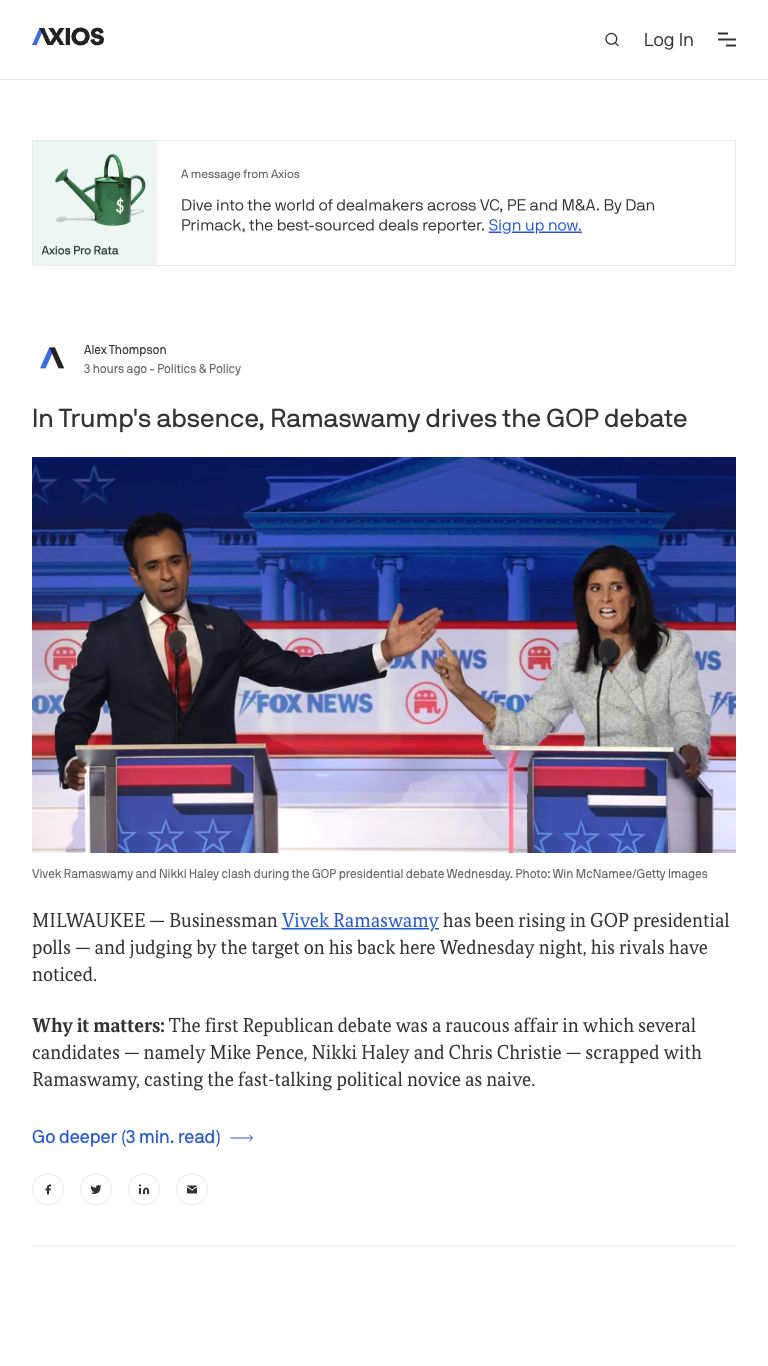 AXIOS
Log In
$
Axios Pro Rata
A message from Axios
Dive into the world of dealmakers across VC, PE and M&A. By Dan
Primack, the best-sourced deals reporter. Sign up now.
Alex Thompson
3 hours ago - Politics & Policy
In Trump's absence, Ramaswamy drives the GOP debate
OX NEWS
WS
OX
FOX NEWS
FO
Vivek Ramaswamy and Nikki Haley clash during the GOP presidential debate Wednesday. Photo: Win McNamee/Getty Images
MILWAUKEE — Businessman Vivek Ramaswamy has been rising in GOP presidential
polls — and judging by the target on his back here Wednesday night, his rivals have
noticed.
Why it matters: The first Republican debate was a raucous affair in which several
candidates — namely Mike Pence, Nikki Haley and Chris Christie — scrapped with
Ramaswamy, casting the fast-talking political novice as naive.
Go deeper (3 min. read)